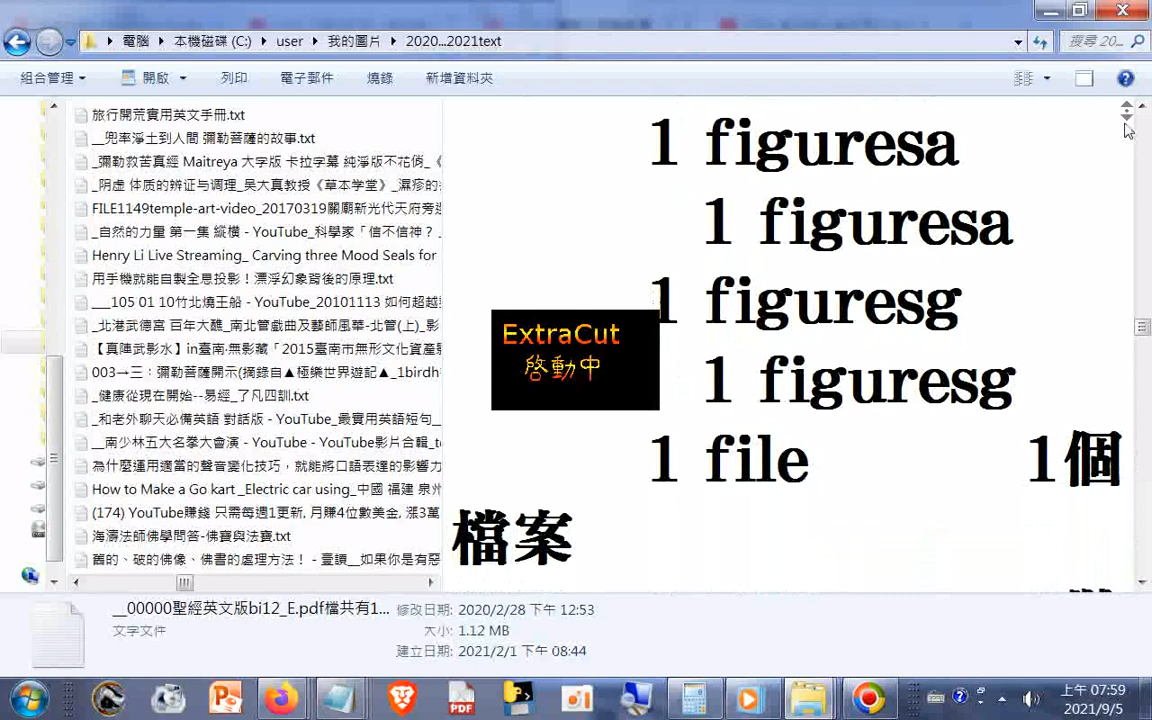 電腦 本機磁碟 (C:) user 我的圖片 2020...2021text 搜尋 20...
組合管理 開啟 列印 電子郵件 燒錄 新增資料夾
旅行開荒實用英文手冊.txt
__兜率淨土到人間 彌勒菩薩的故事.txt
_彌勒救苦真經 Maitreya 大字版 卡拉字幕 純淨版不花俏_《
_阴虚 体质的辨证与调理_吴大真教授《草本学堂》_濕疹的
FILE1149temple-art-video_20170319關廟新光代天府旁
_自然的力量 第一集 縱橫 - YouTube_科學家「信不信神？」
Henry Li Live Streaming_ Carving three Mood Seals for
用手機就能自製全息投影！漂浮幻象背後的原理.txt
___105 01 10竹北燒王船 - YouTube_20101113 如何超越
_北港武德宮 百年大醮_南北管戲曲及藝師風華-北管(上)_影
【真陣武影水】in臺南·無影藏「2015臺南市無形文化資產
003→三：彌勒菩薩開示(摘錄自▲極樂世界遊記▲_1birdh
_健康從現在開始--易經_了凡四訓.txt
_和老外聊天必備英語 對話版 - YouTube_最實用英語短句__
__南少林五大名拳大會演 - YouTube - YouTube影片合輯_t
為什麼運用適當的聲音變化技巧，就能將口語表達的影響力
How to Make a Go kart _Electric car using_中國 福建 泉州
(174) YouTube賺錢 只需每週1更新, 月賺4位數美金, 漲3萬
海濤法師佛學問答-佛寶與法寶.txt
舊的、破的佛像、佛書的處理方法！ - 壹讀__如果你是有惡
1 figuresa
1 figuresa
1 figuresg
1 figuresg
1 file 1個
檔案
ExtraCut
啓動中
__00000聖經英文版bi12_E.pdf檔共有1... 修改日期: 2020/2/28 下午 12:53
文字文件 大小: 1.12 MB
建立日期: 2021/2/1 下午 08:44
PDF
上午 07:59
2021/9/5